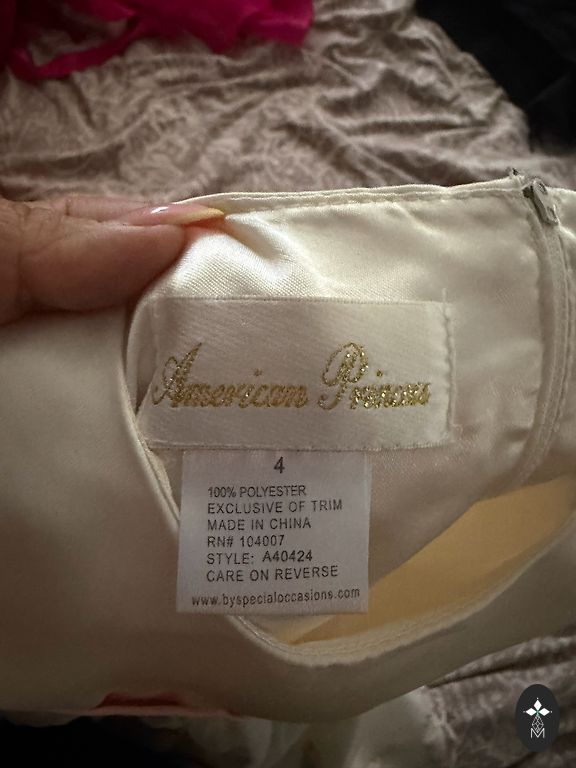 American Princess
4
100% POLYESTER
EXCLUSIVE OF TRIM
MADE IN CHINA
RN# 104007
STYLE: A40424
CARE ON REVERSE
www.byspecialoccasions.com
M